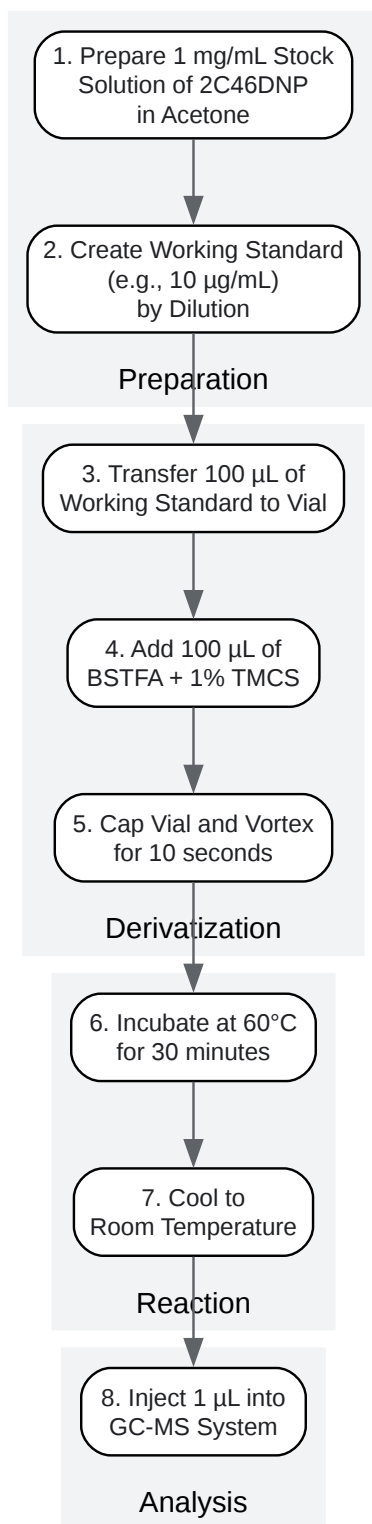 1. Prepare 1 mg/mL Stock
Solution of 2C46DNP
in Acetone
2. Create Working Standard
(e.g., 10 µg/mL)
by Dilution
Preparation
3. Transfer 100 µL of
Working Standard to Vial
4. Add 100 µL of
BSTFA + 1% TMCS
5. Cap Vial and Vortex
for 10 seconds
Derivatization
6. Incubate at 60°C
for 30 minutes
7. Cool to
Room Temperature
Reaction
8. Inject 1 µL into
GC-MS System
Analysis